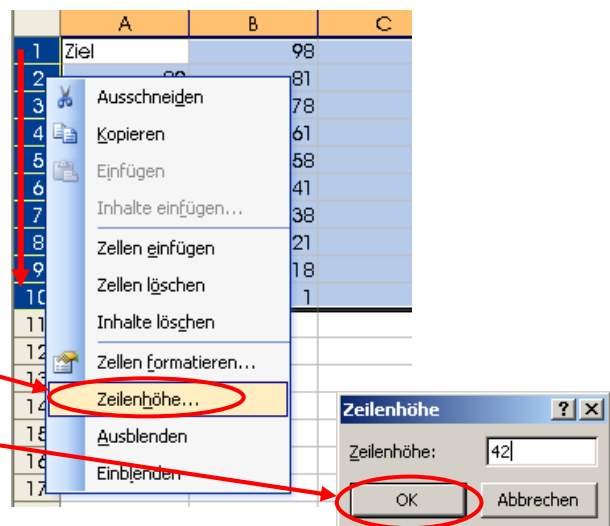 A B C
1 Ziel 98
2 81
3 78
4 61
5 58
6 41
7 38
8 21
9 18
10 1
11
12
13
14
15
16
17
Ausschneiden
Kopieren
Einfügen
Inhalte einfügen...
Zellen einfügen
Zellen löschen
Inhalte löschen
Zellen formatieren...
Zeilenhöhe...
Ausblenden
Einblenden
Zeilenhöhe ? X
Zeilenhöhe: 42
OK Abbrechen